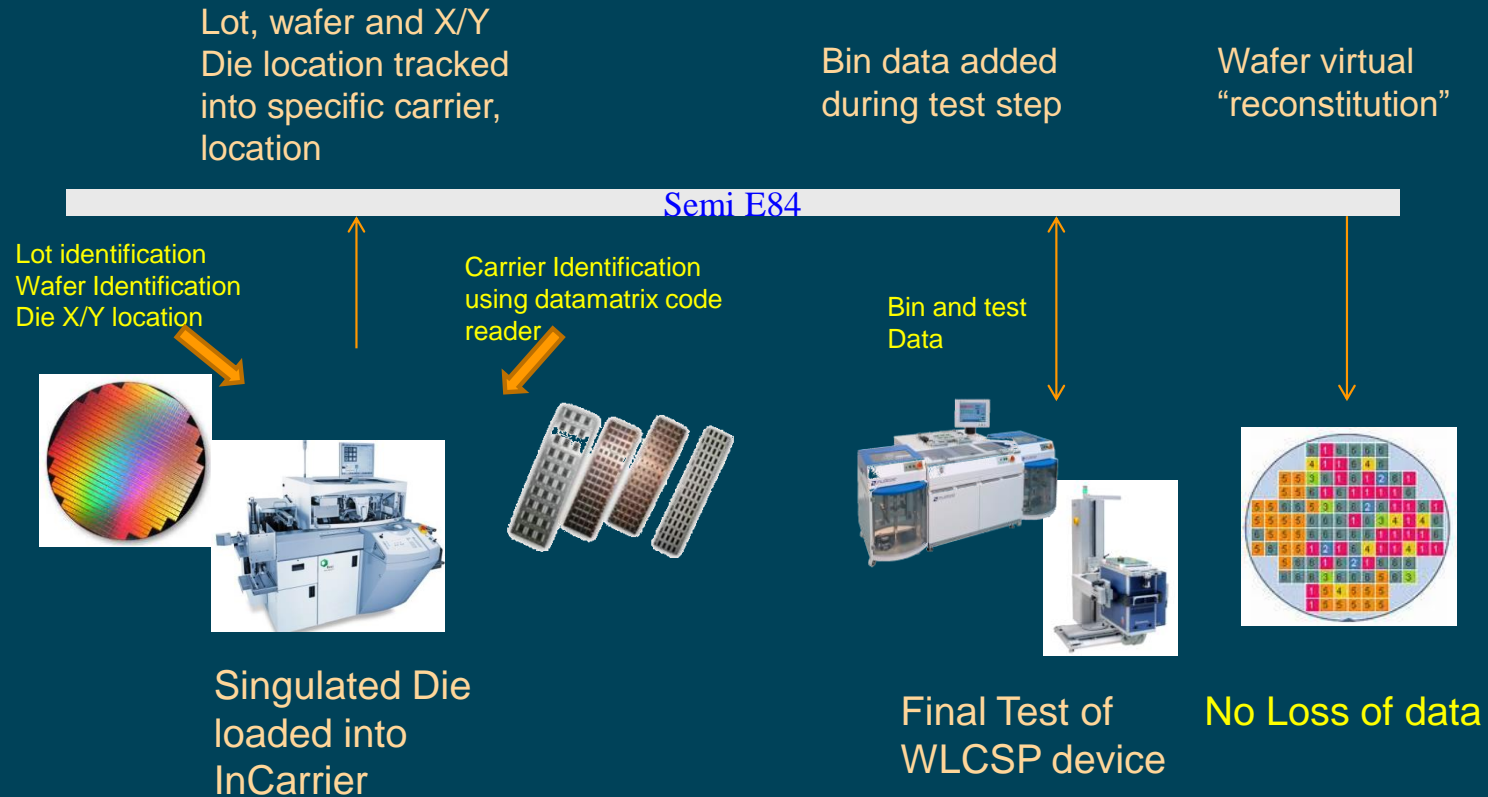 Lot, wafer and X/Y
Die location tracked
into specific carrier,
location
Bin data added
during test step
Wafer virtual
“reconstitution”
Semi E84
Lot identification
Wafer Identification
Die X/Y location
Carrier Identification
using datamatrix code
reader
Bin and test
Data
Singulated Die
loaded into
InCarrier
Final Test of
WLCSP device
No Loss of data